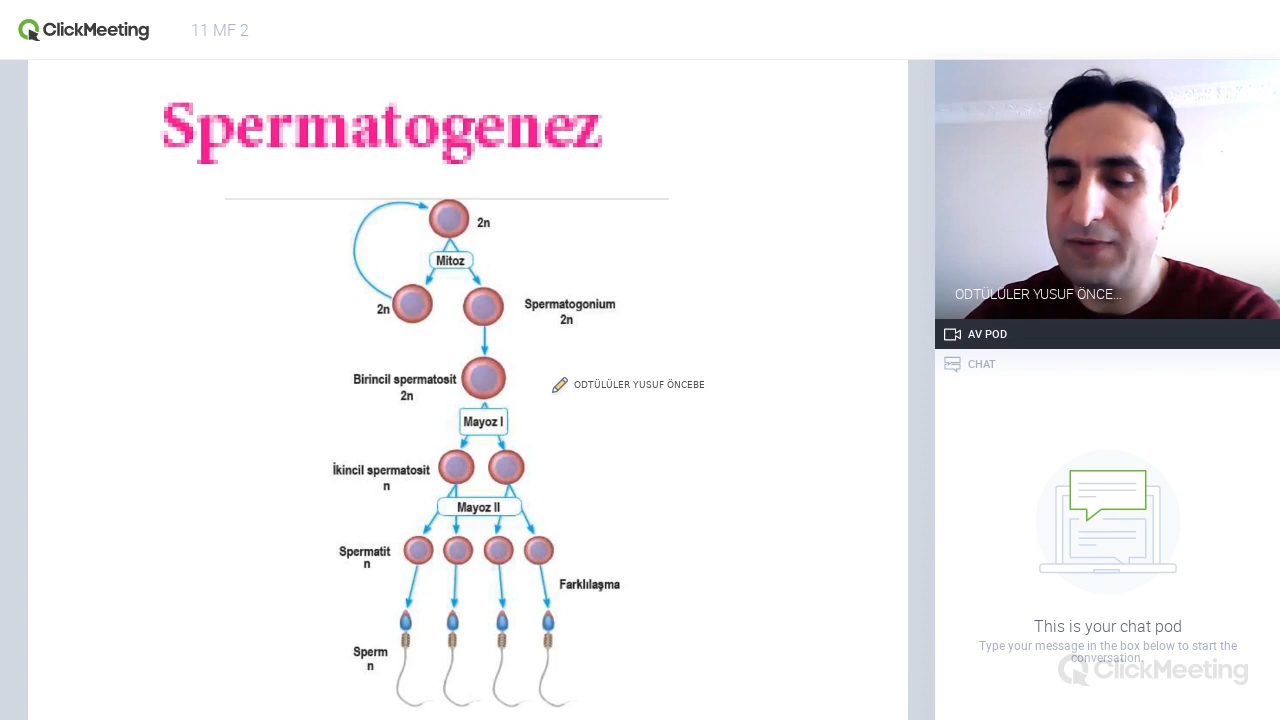 ClickMeeting
11 MF 2
Spermatogenez
2n
Mitoz
2n
Spermatogonium
2n
Birincil spermatosit
2n
ODTÜLÜLER YUSUF ÖNCEBE
Mayoz I
İkincil spermatosit
n
Mayoz II
Spermatit
n
Farklılaşma
Sperm
n
ODTÜLÜLER YUSUF ÖNCE...
AV POD
CHAT
This is your chat pod
Type your message in the box below to start the
conversation.
ClickMeeting